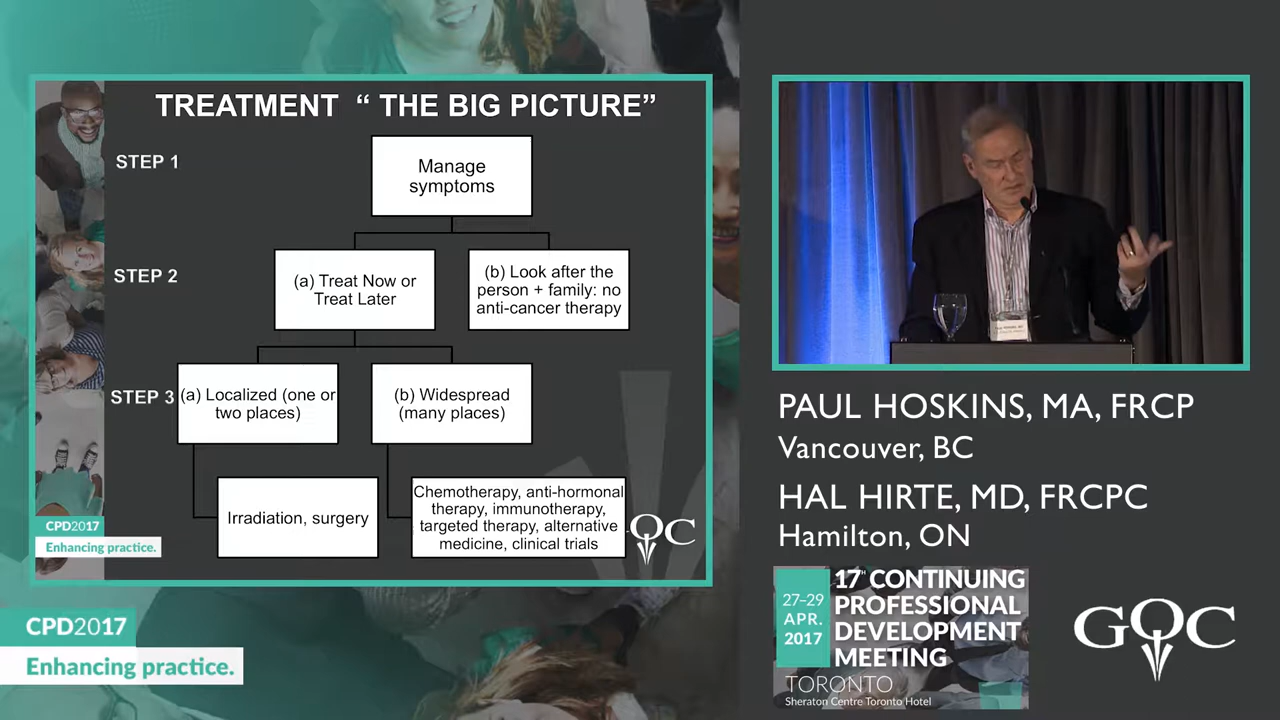 TREATMENT “ THE BIG PICTURE”
STEP 1
Manage
symptoms
STEP 2
(a) Treat Now or
Treat Later
(b) Look after the
person + family: no
anti-cancer therapy
STEP 3
(a) Localized (one or
two places)
(b) Widespread
(many places)
Irradiation, surgery
Chemotherapy, anti-hormonal
therapy, immunotherapy,
targeted therapy, alternative
medicine, clinical trials
CPD2017
Enhancing practice.
GOC
CPD2017
Enhancing practice.
PAUL HOSKINS, MA, FRCP
Vancouver, BC
HAL HIRTE, MD, FRCPC
Hamilton, ON
27–29
APR.
2017
17TH CONTINUING
PROFESSIONAL
DEVELOPMENT
MEETING
TORONTO
Sheraton Centre Toronto Hotel
GOC